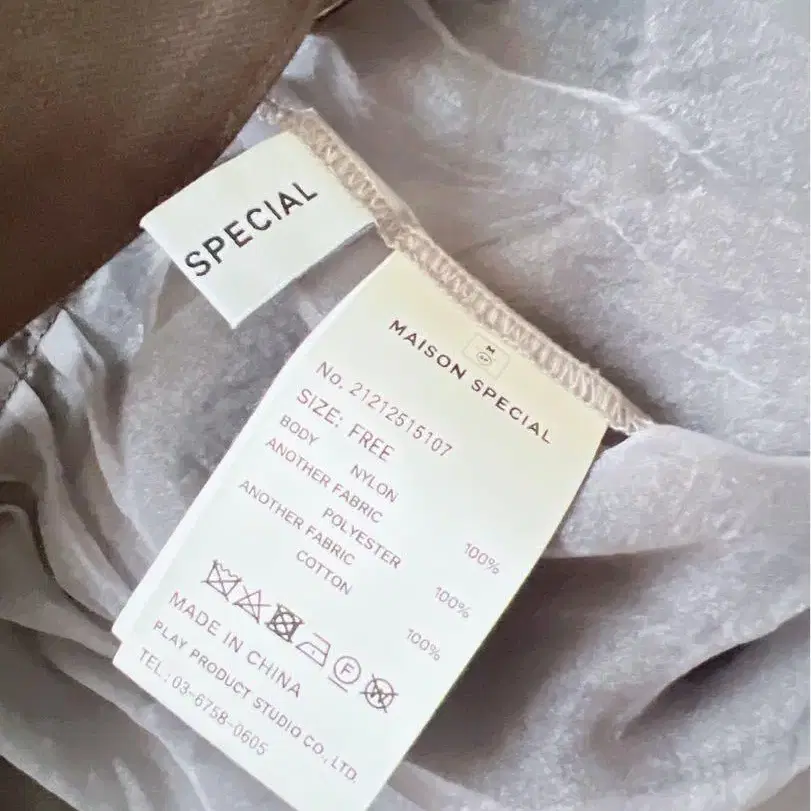 SPECIAL
M
SP
MAISON SPECIAL
No. 21212515107
SIZE: FREE
BODY
NYLON 100%
ANOTHER FABRIC
POLYESTER 100%
ANOTHER FABRIC
COTTON 100%
F
W
MADE IN CHINA
PLAY PRODUCT STUDIO CO., LTD.
TEL:03-6758-0605